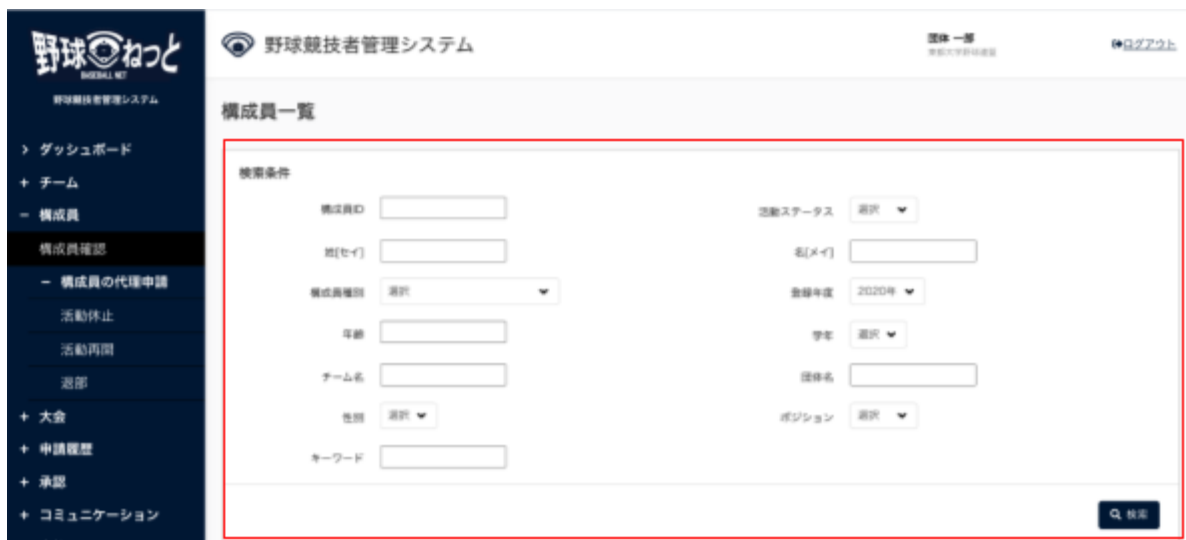 野球ねっと
BASEBALL NET
野球競技者管理システム
> ダッシュボード
+ チーム
− 構成員
構成員確認
− 構成員の代理申請
活動休止
活動再開
退部
+ 大会
+ 申請履歴
+ 承認
+ コミュニケーション
野球競技者管理システム
団体 一郎
ログアウト
構成員一覧
検索条件
構成員ID
活動ステータス 選択
姓[セイ]
名[メイ]
構成員種別 選択
登録年度 2020年
年齢
学年 選択
チーム名
団体名
性別 選択
ポジション 選択
キーワード
検索